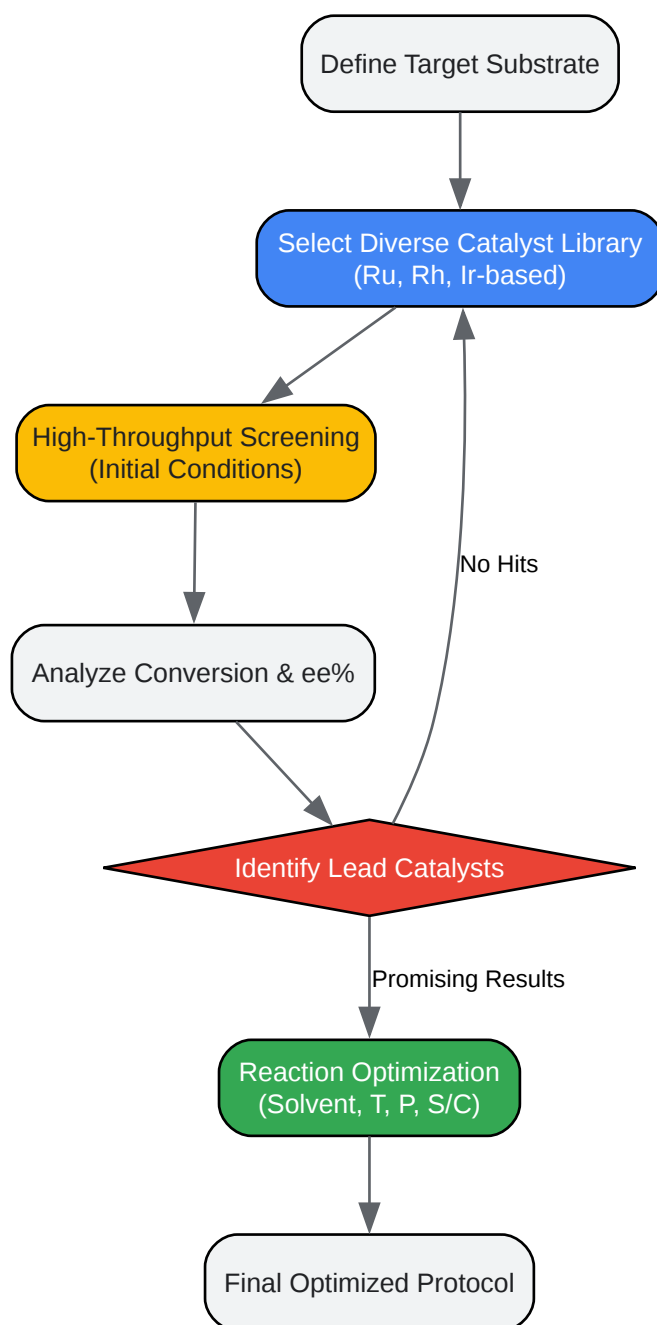 Define Target Substrate
Select Diverse Catalyst Library
(Ru, Rh, Ir-based)
High-Throughput Screening
(Initial Conditions)
No Hits
Analyze Conversion & ee%
Identify Lead Catalysts
Promising Results
Reaction Optimization
(Solvent, T, P, S/C)
Final Optimized Protocol